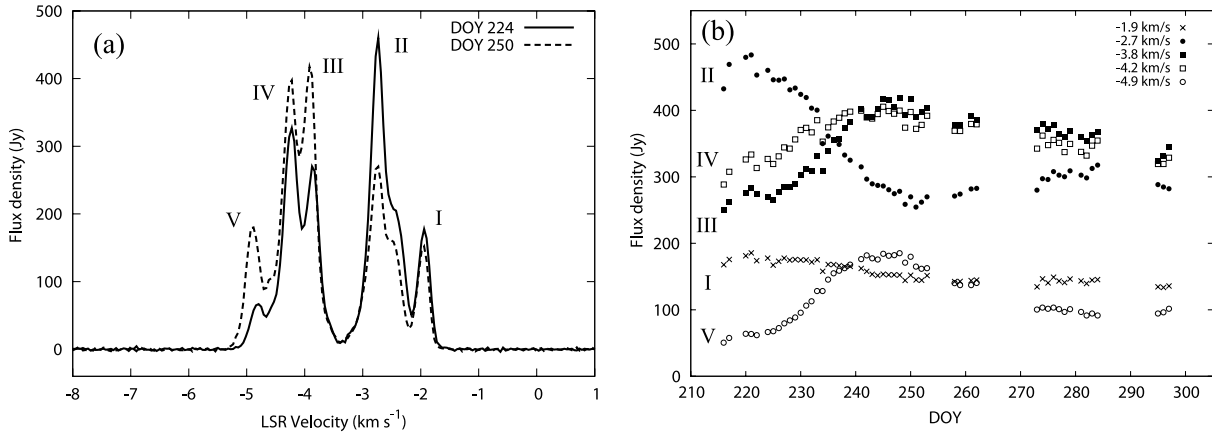 (a)
DOY 224
DOY 250
I
II
III
IV
V
Flux density (Jy)
500
400
300
200
100
0
-8 -7 -6 -5 -4 -3 -2 -1 0 1
LSR Velocity (km s⁻¹)
(b)
-1.9 km/s
-2.7 km/s
-3.8 km/s
-4.2 km/s
-4.9 km/s
II
IV
III
I
V
Flux density (Jy)
500
400
300
200
100
0
210 220 230 240 250 260 270 280 290 300
DOY